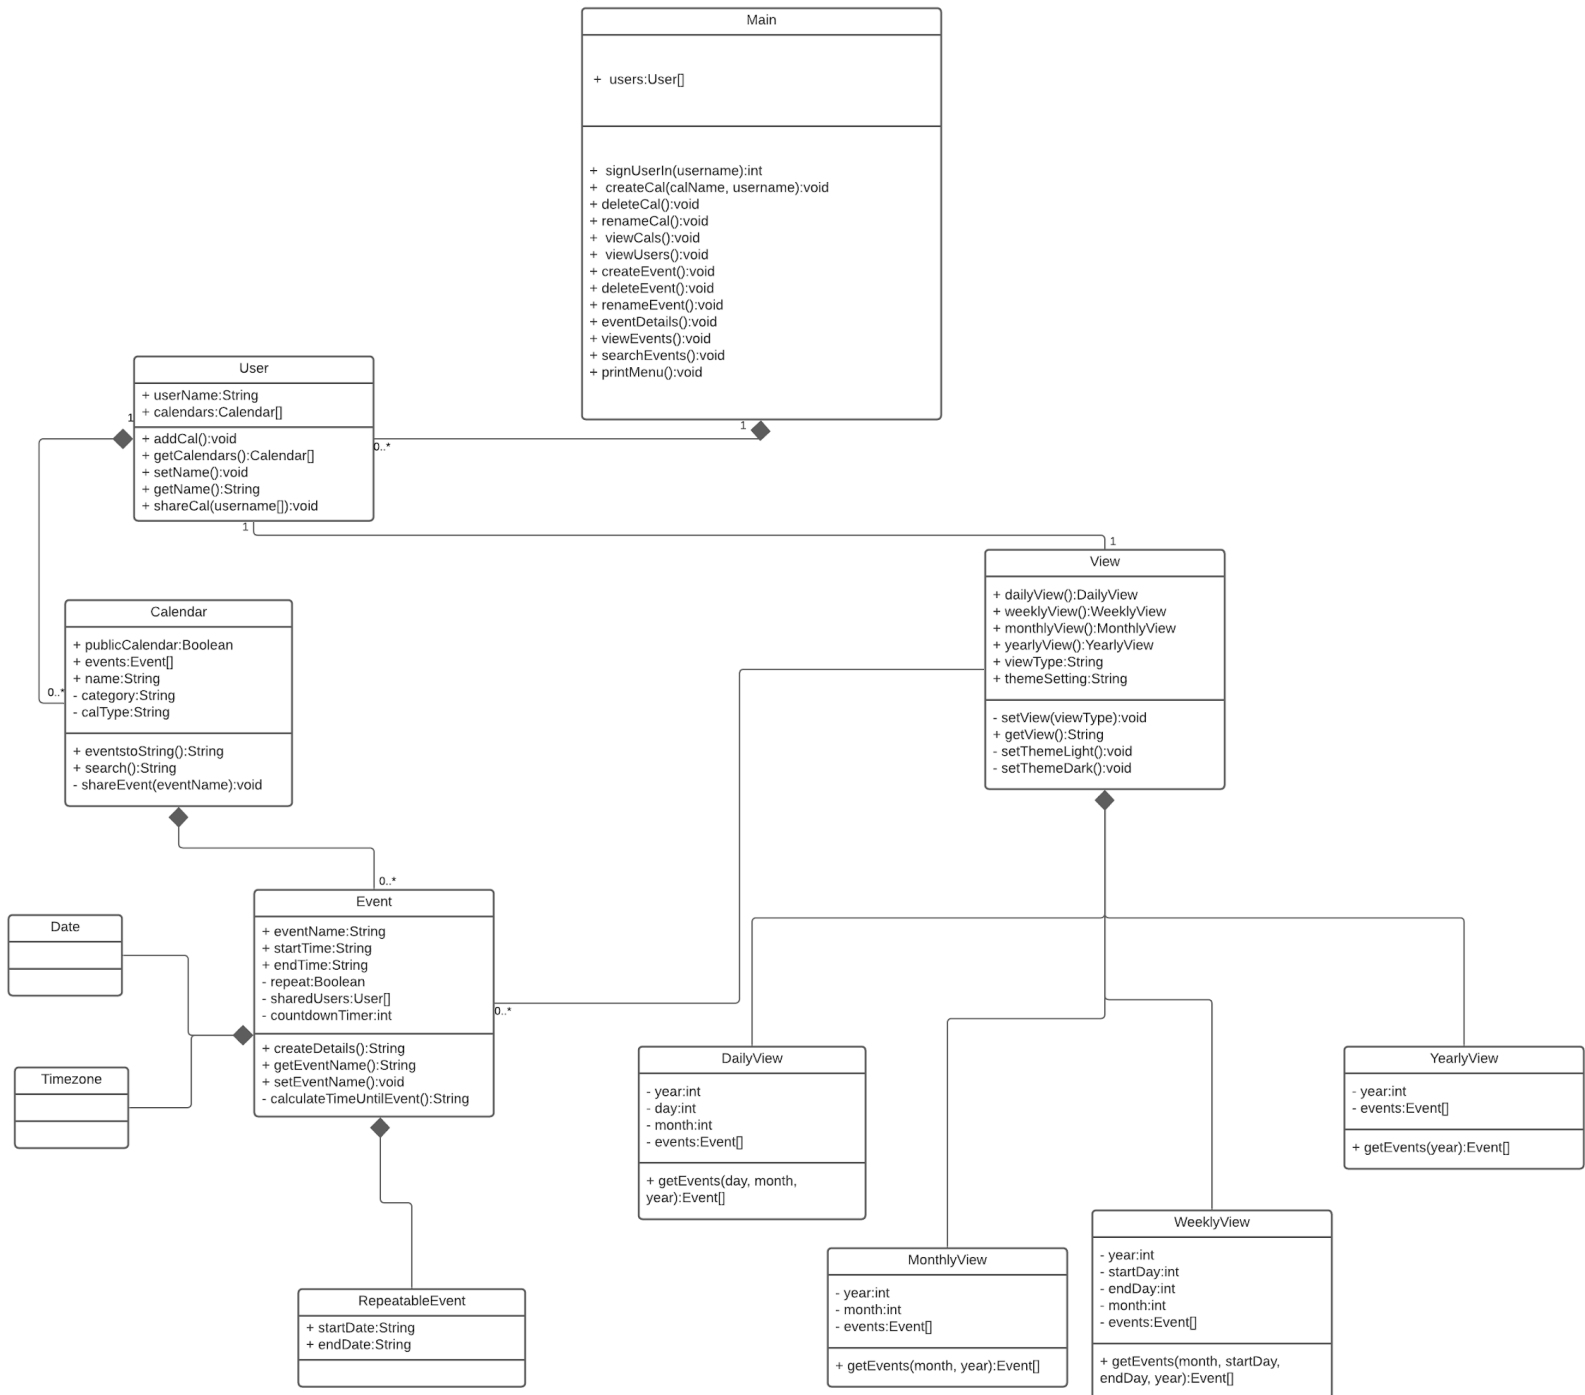 Main
+ users:User[]
+ signUserIn(username):int
+ createCal(calName, username):void
+ deleteCal():void
+ renameCal():void
+ viewCals():void
+ viewUsers():void
+ createEvent():void
+ deleteEvent():void
+ renameEvent():void
+ eventDetails():void
+ viewEvents():void
+ searchEvents():void
+ printMenu():void
1
0..*
User
+ userName:String
+ calendars:Calendar[]
+ addCal():void
+ getCalendars():Calendar[]
+ setName():void
+ getName():String
+ shareCal(username[]):void
1
0..*
1
1
View
+ dailyView():DailyView
+ weeklyView():WeeklyView
+ monthlyView():MonthlyView
+ yearlyView():YearlyView
+ viewType:String
+ themeSetting:String
- setView(viewType):void
+ getView():String
- setThemeLight():void
- setThemeDark():void
Calendar
+ publicCalendar:Boolean
+ events:Event[]
+ name:String
- category:String
- calType:String
+ eventstoString():String
+ search():String
- shareEvent(eventName):void
0..*
Event
+ eventName:String
+ startTime:String
+ endTime:String
- repeat:Boolean
- sharedUsers:User[]
- countdownTimer:int
+ createDetails():String
+ getEventName():String
+ setEventName():void
- calculateTimeUntilEvent():String
0..*
Date
Timezone
RepeatableEvent
+ startDate:String
+ endDate:String
DailyView
- year:int
- day:int
- month:int
- events:Event[]
+ getEvents(day, month,
year):Event[]
MonthlyView
- year:int
- month:int
- events:Event[]
+ getEvents(month, year):Event[]
WeeklyView
- year:int
- startDay:int
- endDay:int
- month:int
- events:Event[]
+ getEvents(month, startDay,
endDay, year):Event[]
YearlyView
- year:int
- events:Event[]
+ getEvents(year):Event[]